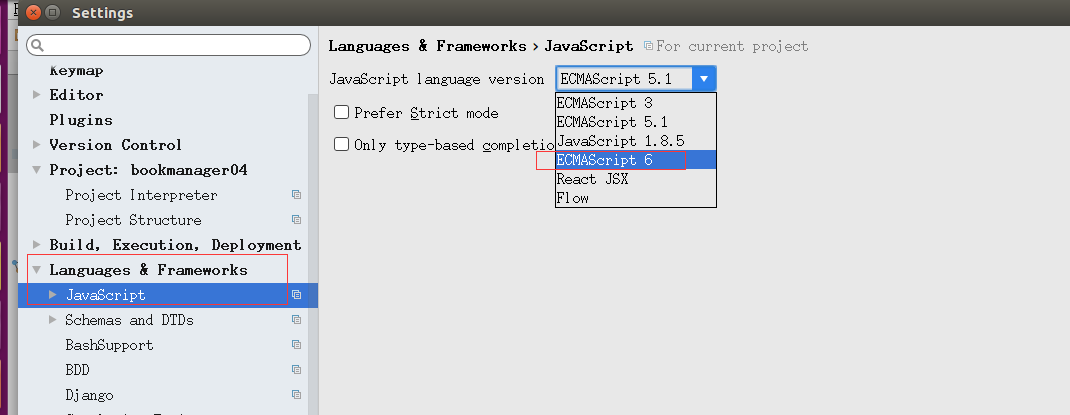 Settings
Keymap
Editor
Plugins
Version Control
Project: bookmanager04
Project Interpreter
Project Structure
Build, Execution, Deployment
Languages & Frameworks
JavaScript
Schemas and DTDs
BashSupport
BDD
Django
Languages & Frameworks › JavaScript For current project
JavaScript language version ECMAScript 5.1
Prefer Strict mode
Only type-based completio
ECMAScript 3
ECMAScript 5.1
JavaScript 1.8.5
ECMAScript 6
React JSX
Flow